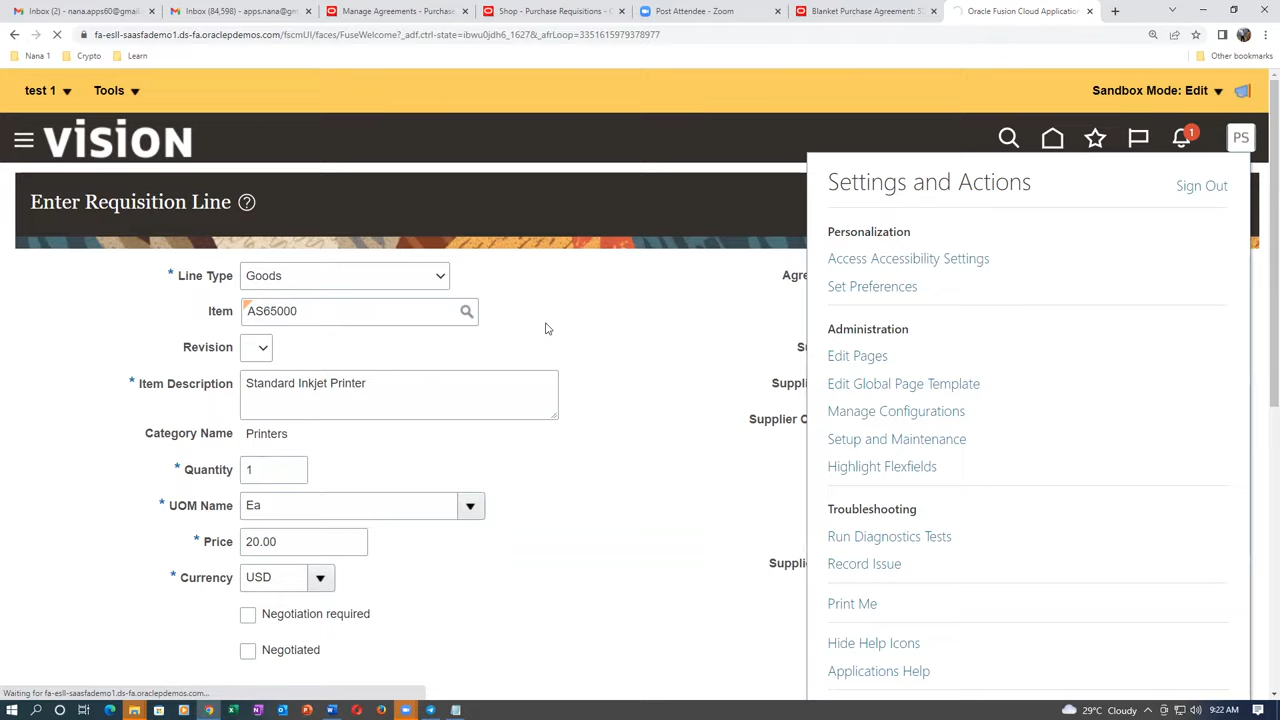 Inbox (2) - nana.apps60@gmail-
Inbox (84,598) - apps.nana@gm
Manage Agreements - Purchase
Shop - Purchase Requisitions - C
Post Attendee - Zoom
Blanket Purchase Agreement: 5
Oracle Fusion Cloud Application
fa-esll-saasfademo1.ds-fa.oraclepdemos.com/fscmUI/faces/FuseWelcome?_adf.ctrl-state=ibwu0jdh6_1627&_afrLoop=3351615979378977
Nana 1
Crypto
Learn
Other bookmarks
test 1
Tools
Sandbox Mode: Edit
VISION
1
PS
Enter Requisition Line
Settings and Actions
Sign Out
Personalization
Access Accessibility Settings
Set Preferences
Administration
Edit Pages
Edit Global Page Template
Manage Configurations
Setup and Maintenance
Highlight Flexfields
Troubleshooting
Run Diagnostics Tests
Record Issue
Print Me
Hide Help Icons
Applications Help
* Line Type Goods
Item AS65000
Revision
* Item Description Standard Inkjet Printer
Category Name Printers
* Quantity 1
* UOM Name Ea
* Price 20.00
* Currency USD
Negotiation required
Negotiated
Agre
Su
Suppli
Supplier C
Suppli
Waiting for fa-esll-saasfademo1.ds-fa.oraclepdemos.com...
29°C Cloudy
9:22 AM